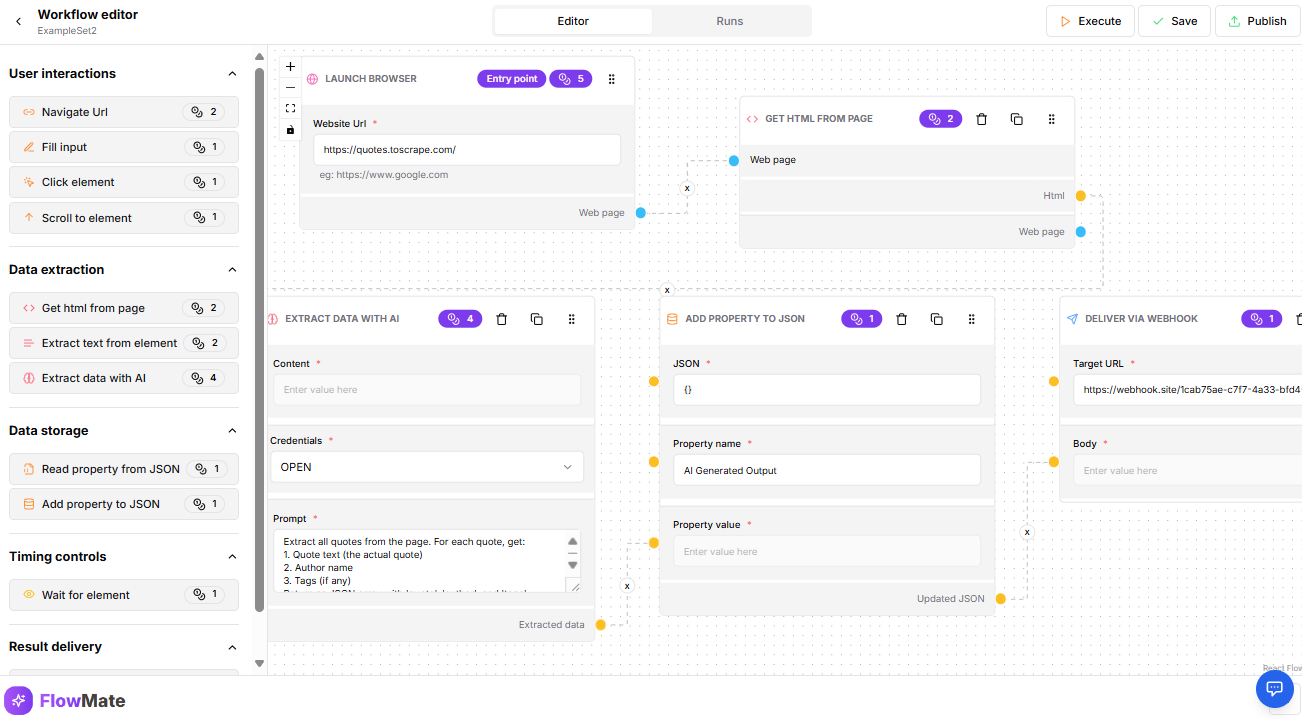 Workflow editor
ExampleSet2
Editor
Runs
Execute
Save
Publish
User interactions
Navigate Url 2
Fill input 1
Click element 1
Scroll to element 1
Data extraction
Get html from page 2
Extract text from element 2
Extract data with AI 4
Data storage
Read property from JSON 1
Add property to JSON 1
Timing controls
Wait for element 1
Result delivery
FlowMate
LAUNCH BROWSER Entry point 5
Website Url *
https://quotes.toscrape.com/
eg: https://www.google.com
Web page
x
GET HTML FROM PAGE 2
Web page
Html
Web page
x
EXTRACT DATA WITH AI 4
Content *
Enter value here
Credentials *
OPEN
Prompt *
Extract all quotes from the page. For each quote, get:
1. Quote text (the actual quote)
2. Author name
3. Tags (if any)
Extracted data
x
ADD PROPERTY TO JSON 1
JSON *
{}
Property name *
AI Generated Output
Property value *
Enter value here
Updated JSON
x
DELIVER VIA WEBHOOK 1
Target URL *
https://webhook.site/1cab75ae-c7f7-4a33-bfd4
Body *
Enter value here
React Flow